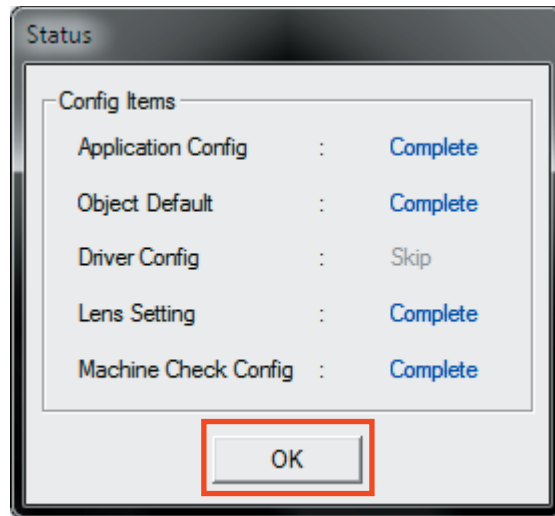 Status
Config Items
Application Config : Complete
Object Default : Complete
Driver Config : Skip
Lens Setting : Complete
Machine Check Config : Complete
OK